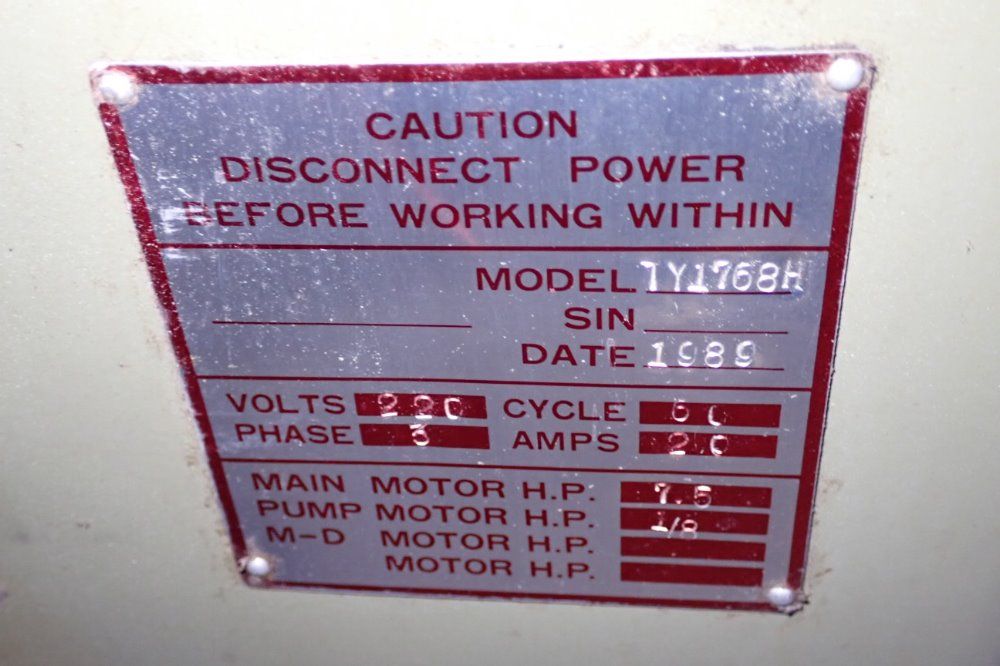 CAUTION
DISCONNECT POWER
BEFORE WORKING WITHIN
MODEL TY1768H
SIN
DATE 1989
VOLTS 220 CYCLE 60
PHASE 3 AMPS 20
MAIN MOTOR H.P. 7.5
PUMP MOTOR H.P. 1/8
M-D MOTOR H.P.
MOTOR H.P.